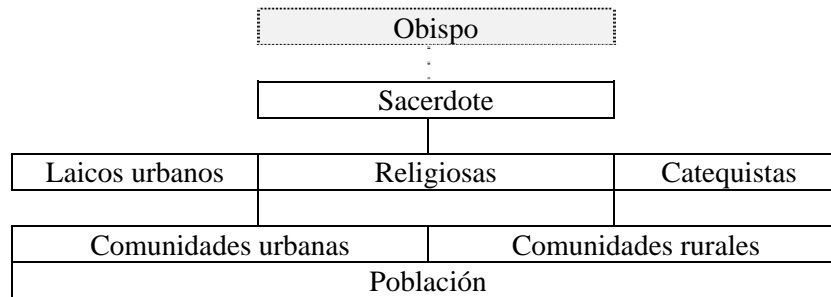 Obispo
Sacerdote
Laicos urbanos Religiosas Catequistas
Comunidades urbanas Comunidades rurales
Población